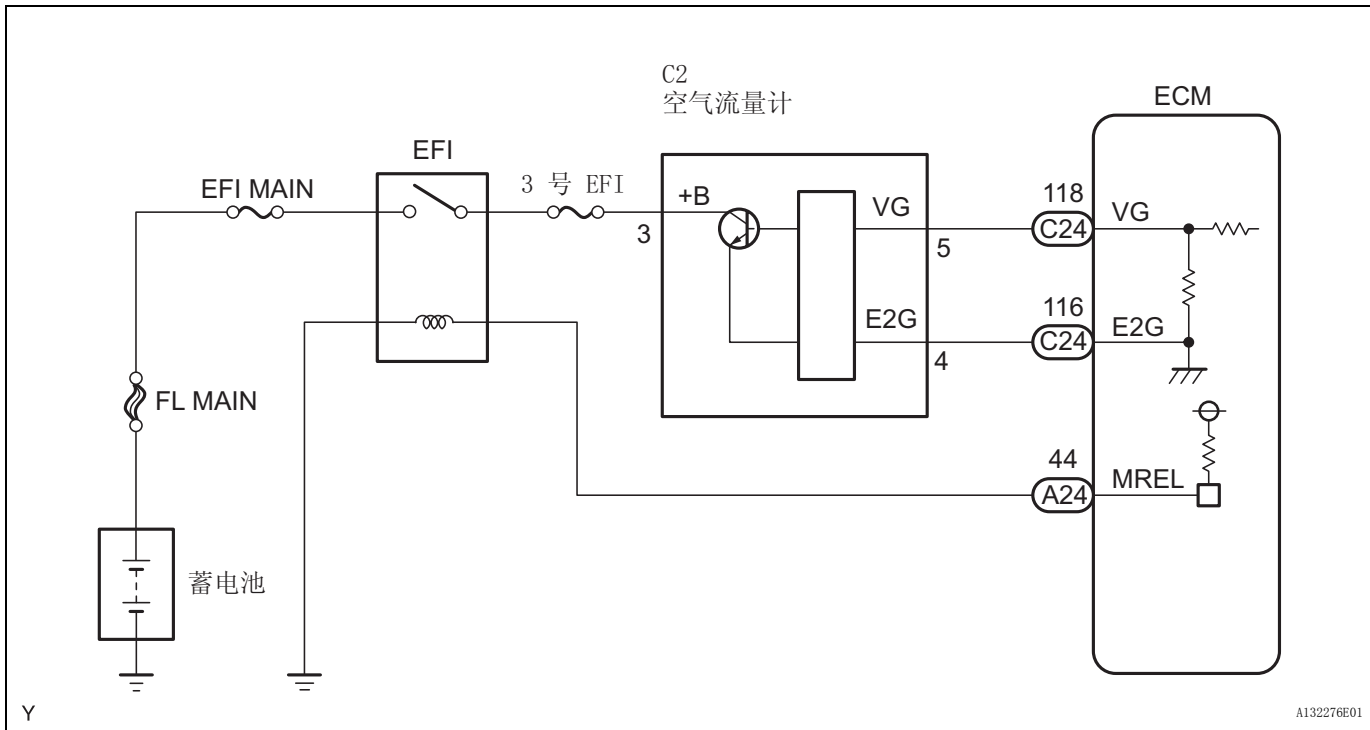 C2
空气流量计
ECM
EFI
EFI MAIN
3 号 EFI
+B
3
VG
5
118
C24
VG
E2G
4
116
C24
E2G
FL MAIN
44
A24
MREL
蓄电池
Y
A132276E01